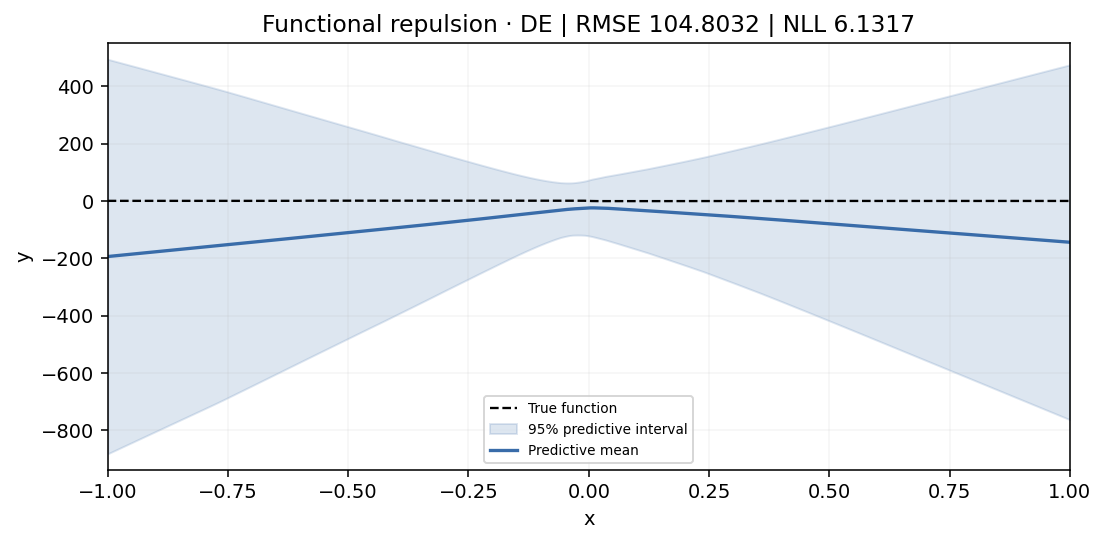 Functional repulsion · DE | RMSE 104.8032 | NLL 6.1317
400
200
0
−200
−400
−600
−800
y
True function
95% predictive interval
Predictive mean
−1.00 −0.75 −0.50 −0.25 0.00 0.25 0.50 0.75 1.00
x